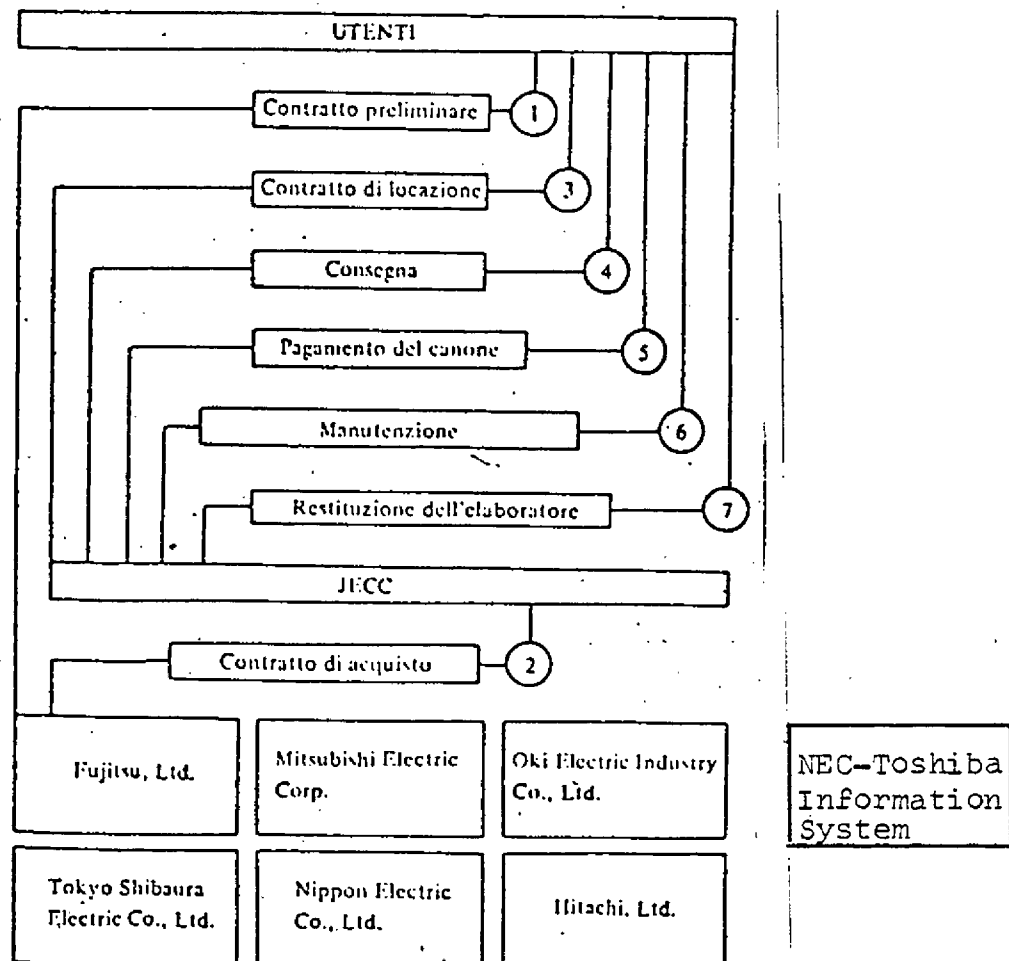 UTENTI
Contratto preliminare
1
Contratto di locazione
3
Consegna
4
Pagamento del canone
5
Manutenzione
6
Restituzione dell'elaboratore
7
JECC
Contratto di acquisto
2
Fujitsu, Ltd.
Mitsubishi Electric
Corp.
Oki Electric Industry
Co., Ltd.
NEC-Toshiba
Information
System
Tokyo Shibaura
Electric Co., Ltd.
Nippon Electric
Co., Ltd.
Hitachi, Ltd.